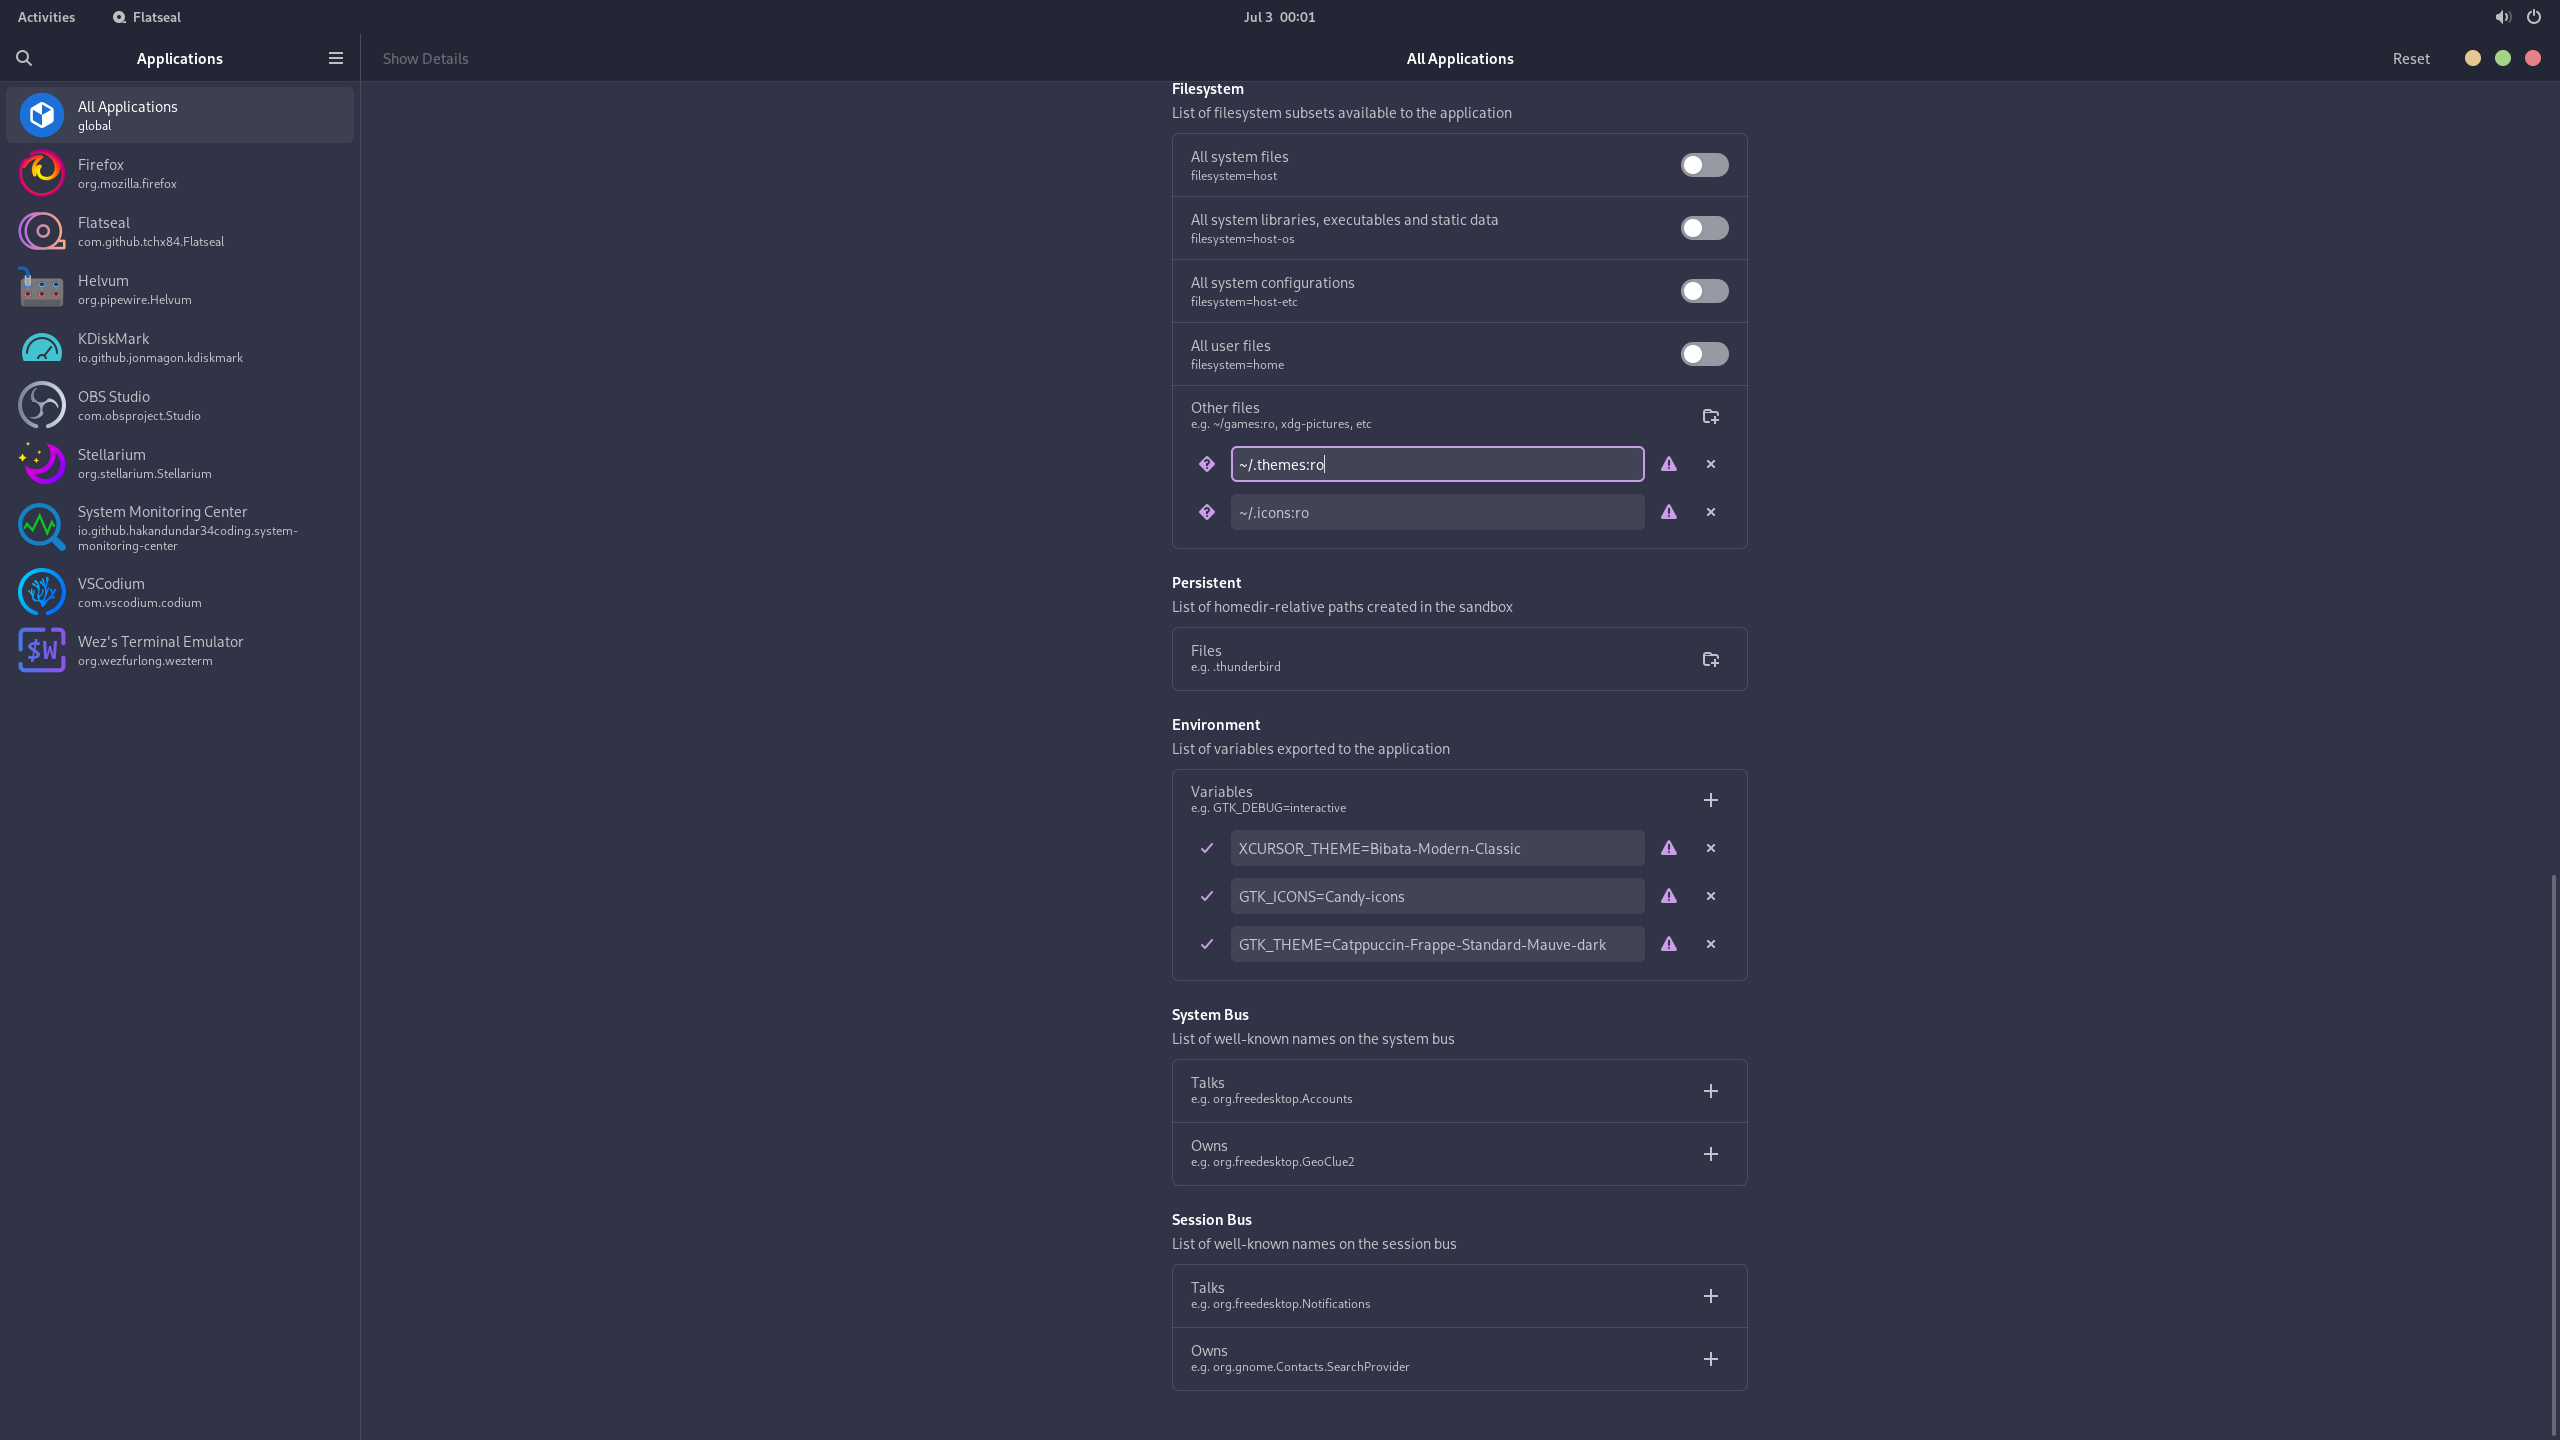 Activities
Flatseal
Jul 3 00:01
Applications
Show Details
All Applications
Reset
All Applications
global
Firefox
org.mozilla.firefox
Flatseal
com.github.tchx84.Flatseal
Helvum
org.pipewire.Helvum
KDiskMark
io.github.jonmagon.kdiskmark
OBS Studio
com.obsproject.Studio
Stellarium
org.stellarium.Stellarium
System Monitoring Center
io.github.hakandundar34coding.system-
monitoring-center
VSCodium
com.vscodium.codium
$W
Wez's Terminal Emulator
org.wezfurlong.wezterm
Filesystem
List of filesystem subsets available to the application
All system files
filesystem=host
All system libraries, executables and static data
filesystem=host-os
All system configurations
filesystem=host-etc
All user files
filesystem=home
Other files
e.g. ~/games:ro, xdg-pictures, etc
~/.themes:ro
~/.icons:ro
Persistent
List of homedir-relative paths created in the sandbox
Files
e.g. .thunderbird
Environment
List of variables exported to the application
Variables
e.g. GTK_DEBUG=interactive
XCURSOR_THEME=Bibata-Modern-Classic
GTK_ICONS=Candy-icons
GTK_THEME=Catppuccin-Frappe-Standard-Mauve-dark
System Bus
List of well-known names on the system bus
Talks
e.g. org.freedesktop.Accounts
Owns
e.g. org.freedesktop.GeoClue2
Session Bus
List of well-known names on the session bus
Talks
e.g. org.freedesktop.Notifications
Owns
e.g. org.gnome.Contacts.SearchProvider